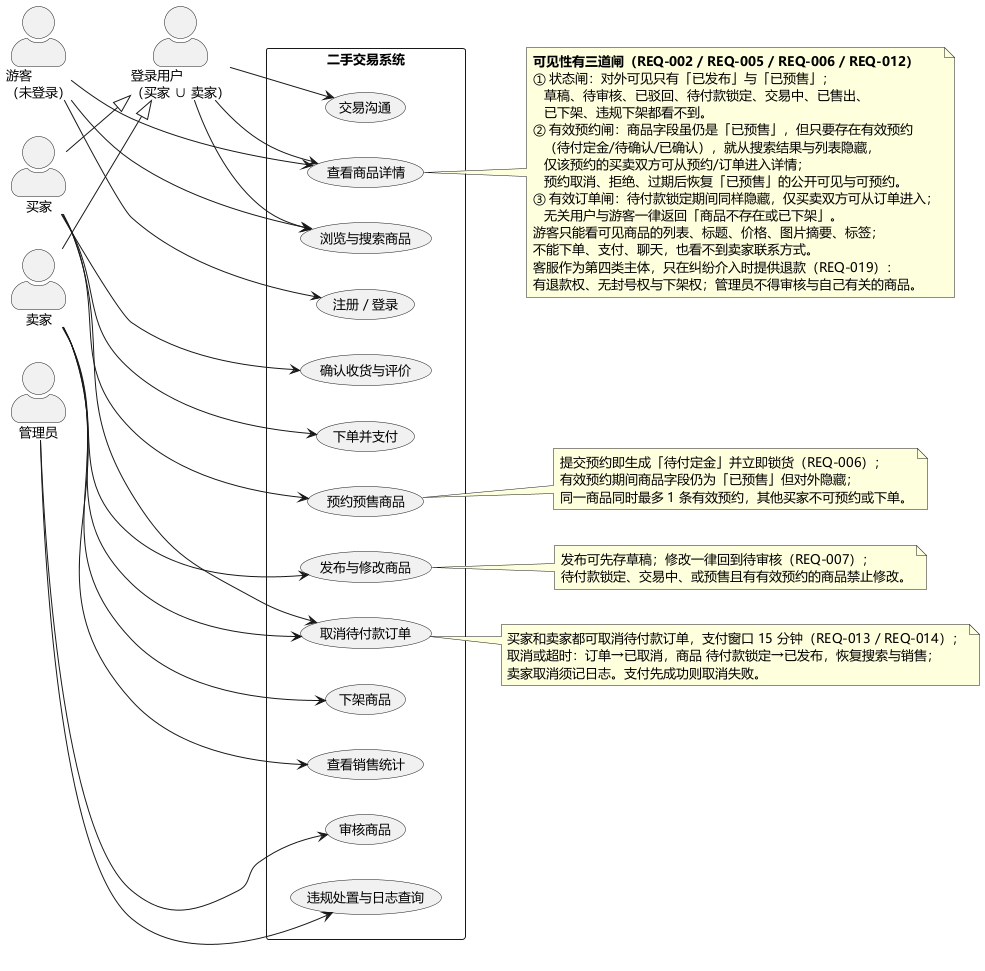 游客
（未登录）
登录用户
（买家 ∪ 卖家）
买家
卖家
管理员
二手交易系统
交易沟通
查看商品详情
浏览与搜索商品
注册 / 登录
确认收货与评价
下单并支付
预约预售商品
发布与修改商品
取消待付款订单
下架商品
查看销售统计
审核商品
违规处置与日志查询
可见性有三道闸（REQ-002 / REQ-005 / REQ-006 / REQ-012）
① 状态闸：对外可见只有「已发布」与「已预售」；
草稿、待审核、已驳回、待付款锁定、交易中、已售出、
已下架、违规下架都看不到。
② 有效预约闸：商品字段虽仍是「已预售」，但只要存在有效预约
（待付定金/待确认/已确认），就从搜索结果与列表隐藏，
仅该预约的买卖双方可从预约/订单进入详情；
预约取消、拒绝、过期后恢复「已预售」的公开可见与可预约。
③ 有效订单闸：待付款锁定期间同样隐藏，仅买卖双方可从订单进入；
无关用户与游客一律返回「商品不存在或已下架」。
游客只能看可见商品的列表、标题、价格、图片摘要、标签；
不能下单、支付、聊天，也看不到卖家联系方式。
客服作为第四类主体，只在纠纷介入时提供退款（REQ-019）：
有退款权、无封号权与下架权；管理员不得审核与自己有关的商品。
提交预约即生成「待付定金」并立即锁货（REQ-006）；
有效预约期间商品字段仍为「已预售」但对外隐藏；
同一商品同时最多 1 条有效预约，其他买家不可预约或下单。
发布可先存草稿；修改一律回到待审核（REQ-007）；
待付款锁定、交易中、或预售且有有效预约的商品禁止修改。
买家和卖家都可取消待付款订单，支付窗口 15 分钟（REQ-013 / REQ-014）；
取消或超时：订单→已取消，商品 待付款锁定→已发布，恢复搜索与销售；
卖家取消须记日志。支付先成功则取消失败。